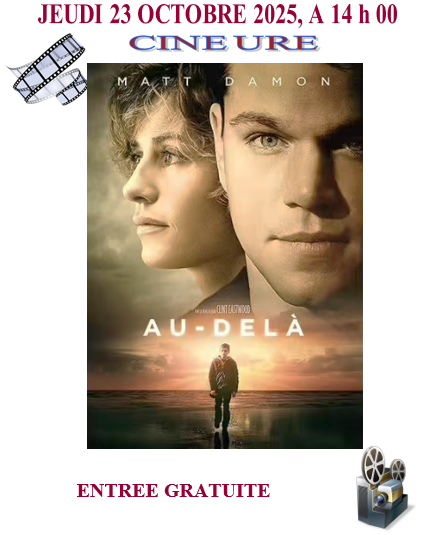 JEUDI 23 OCTOBRE 2025, A 14 h 00
CINE URE
MATT DAMON
CLINT EASTWOOD
AU-DELÀ
ENTREE GRATUITE